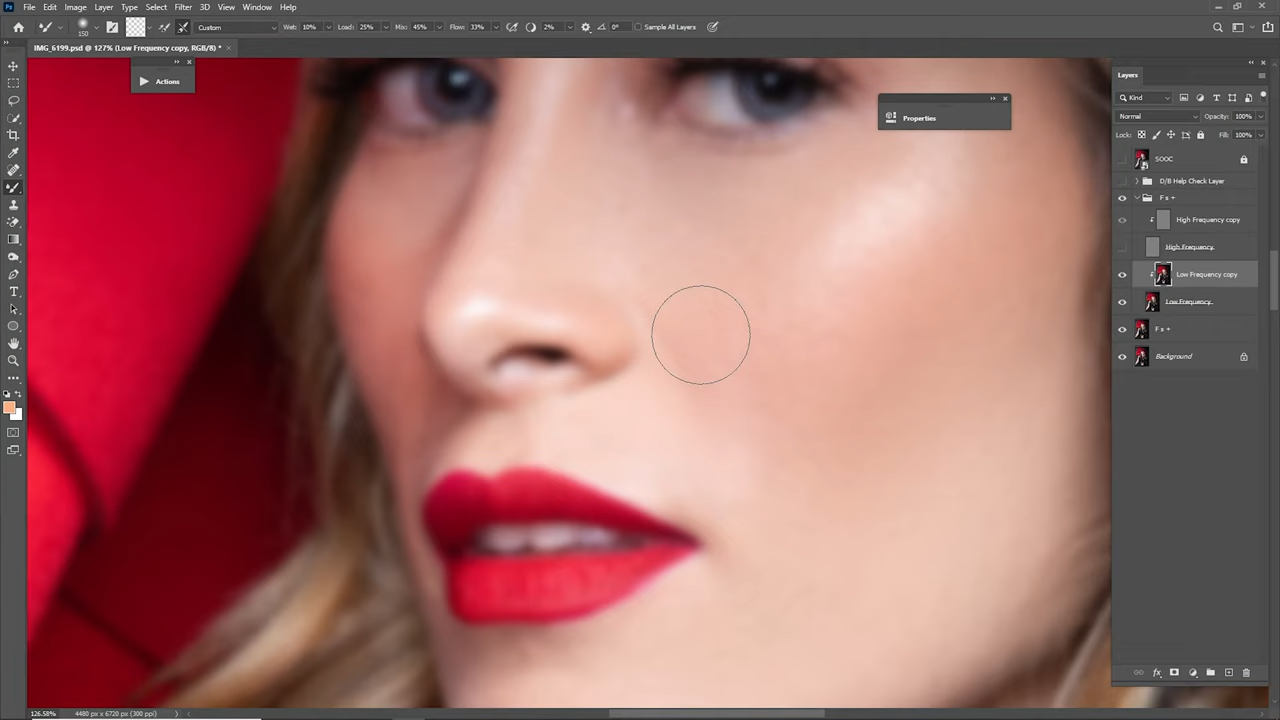 File Edit Image Layer Type Select Filter 3D View Window Help
150 Custom Wet: 10% Load: 25% Mix: 45% Flow: 33% 2% 0° Sample All Layers
IMG_6199.psd @ 127% (Low Frequency copy, RGB/8) *
Actions
Properties
Layers
Kind
Normal Opacity: 100%
Lock: Fill: 100%
SOOC
D/B Help Check Layer
F s +
High Frequency copy
High Frequency
Low Frequency copy
Low Frequency
F s +
Background
126.58% 4480 px x 6720 px (300 ppi)